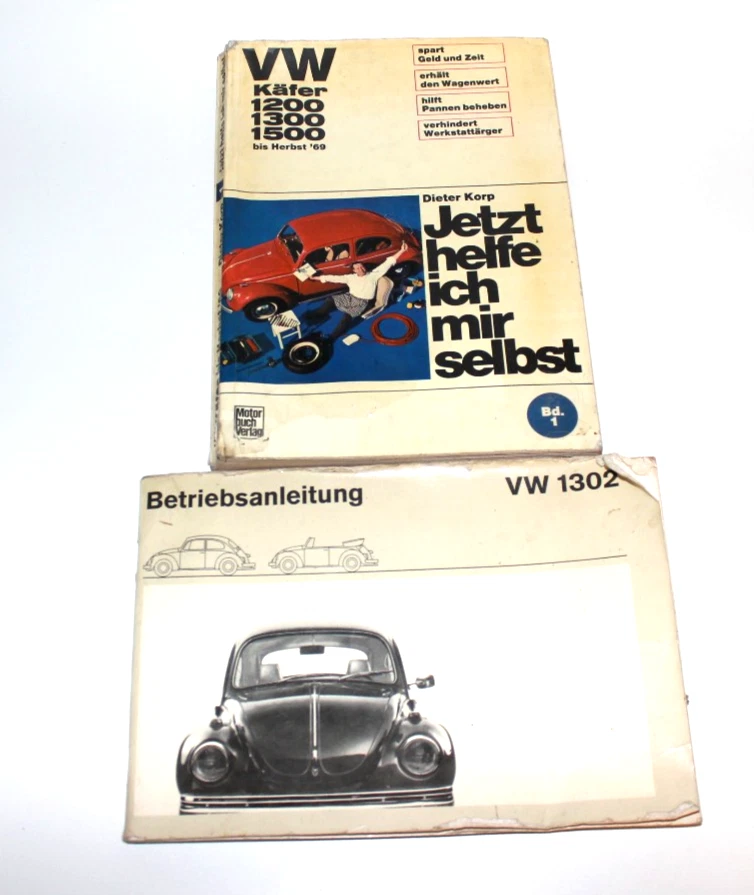 VW
Käfer
1200
1300
1500
bis Herbst '69
spart
Geld und Zeit
erhält
den Wagenwert
hilft
Pannen beheben
verhindert
Werkstattärger
Dieter Korp
Jetzt
helfe
ich
mir
selbst
Motor
buch
Verlag
Bd.
1
Betriebsanleitung
VW 1302